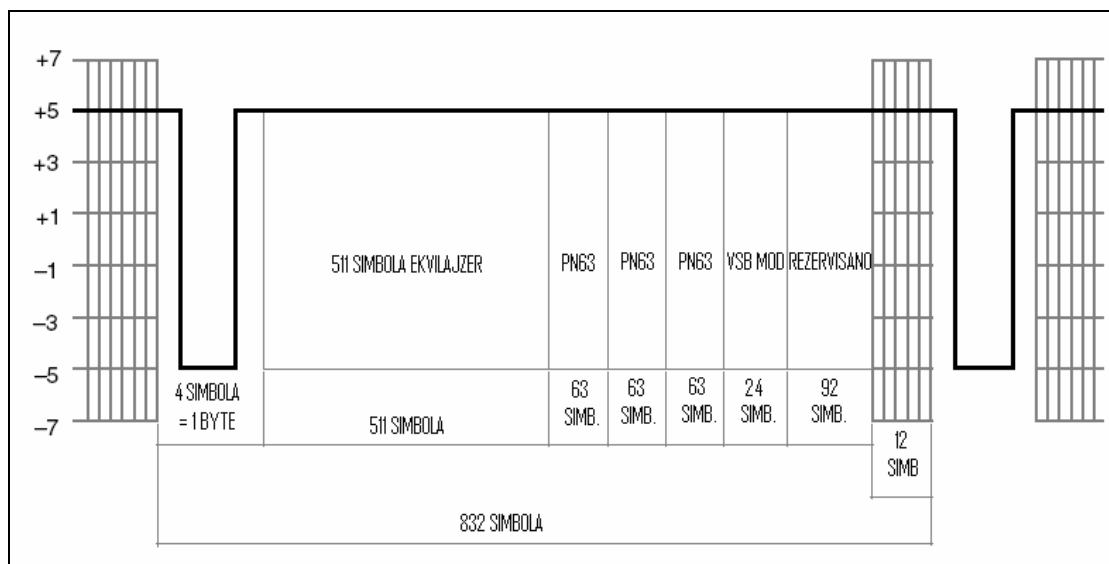 +7
+5
+3
+1
–1
–3
–5
–7
511 SIMBOLA EKVILAJZER
PN63
PN63
PN63
VSB MOD
REZERVISANO
4 SIMBOLA
= 1 BYTE
511 SIMBOLA
63
SIMB.
63
SIMB.
63
SIMB.
24
SIMB.
92
SIMB.
12
SIMB
832 SIMBOLA